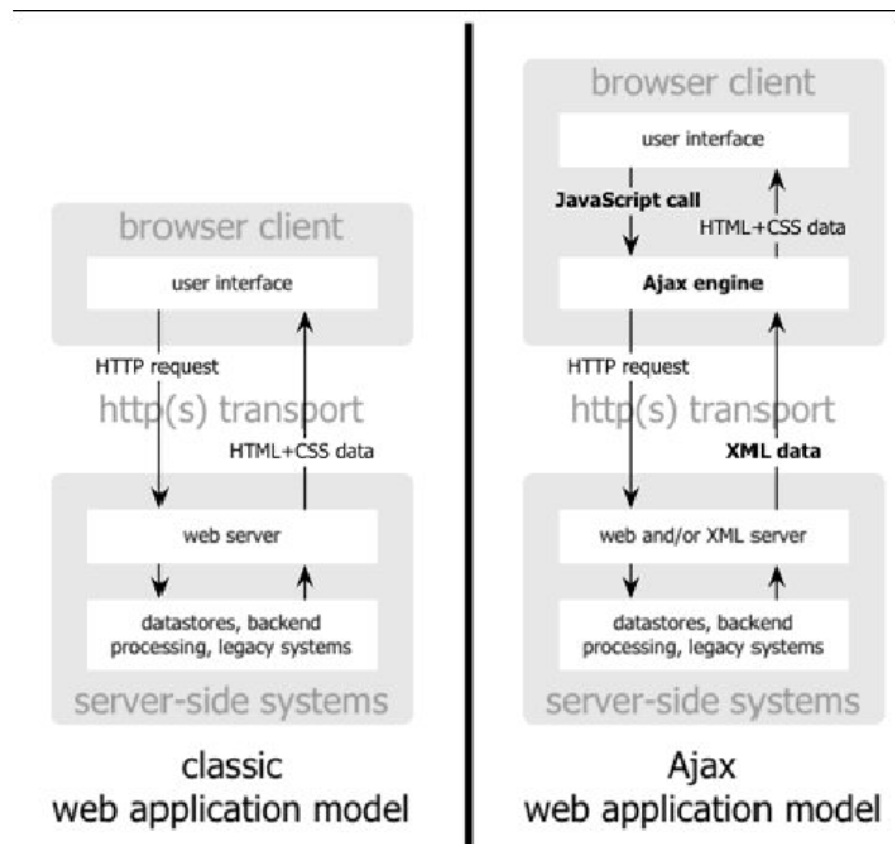 browser client
user interface
HTTP request
http(s) transport
HTML+CSS data
web server
datastores, backend
processing, legacy systems
server-side systems
classic
web application model
browser client
user interface
JavaScript call
HTML+CSS data
Ajax engine
HTTP request
http(s) transport
XML data
web and/or XML server
datastores, backend
processing, legacy systems
server-side systems
Ajax
web application model